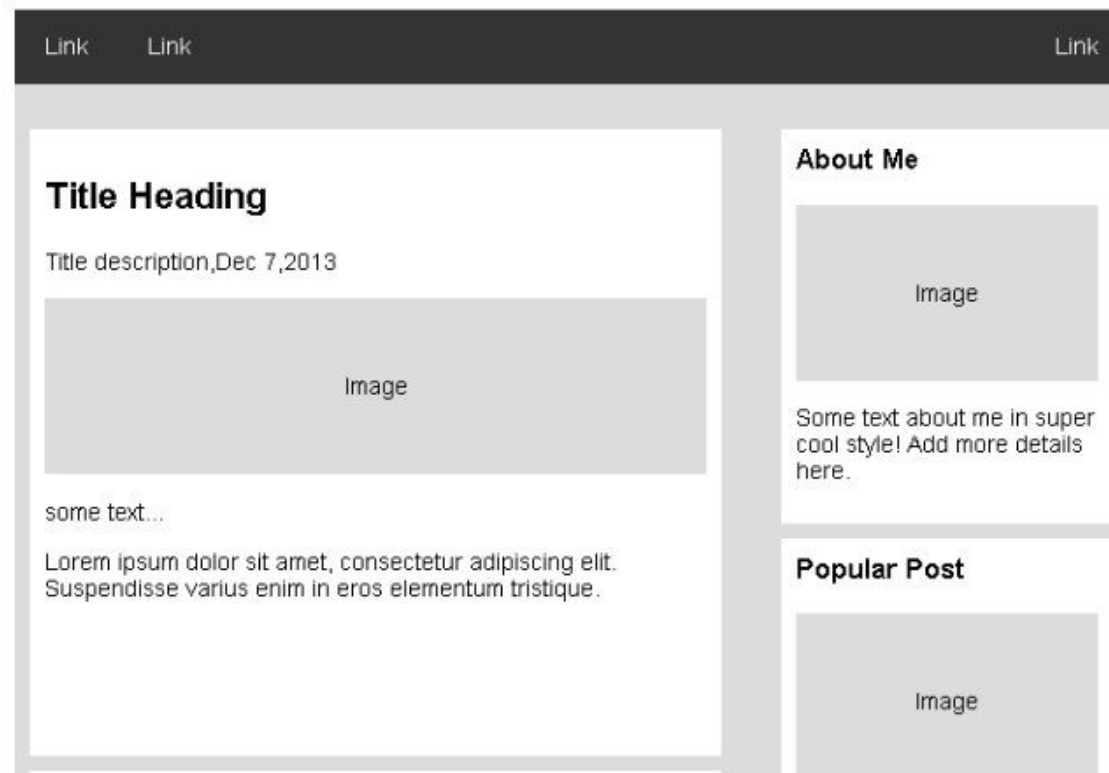 Link Link Link
Title Heading
Title description,Dec 7,2013
Image
some text...
Lorem ipsum dolor sit amet, consectetur adipiscing elit.
Suspendisse varius enim in eros elementum tristique.
About Me
Image
Some text about me in super
cool style! Add more details
here.
Popular Post
Image